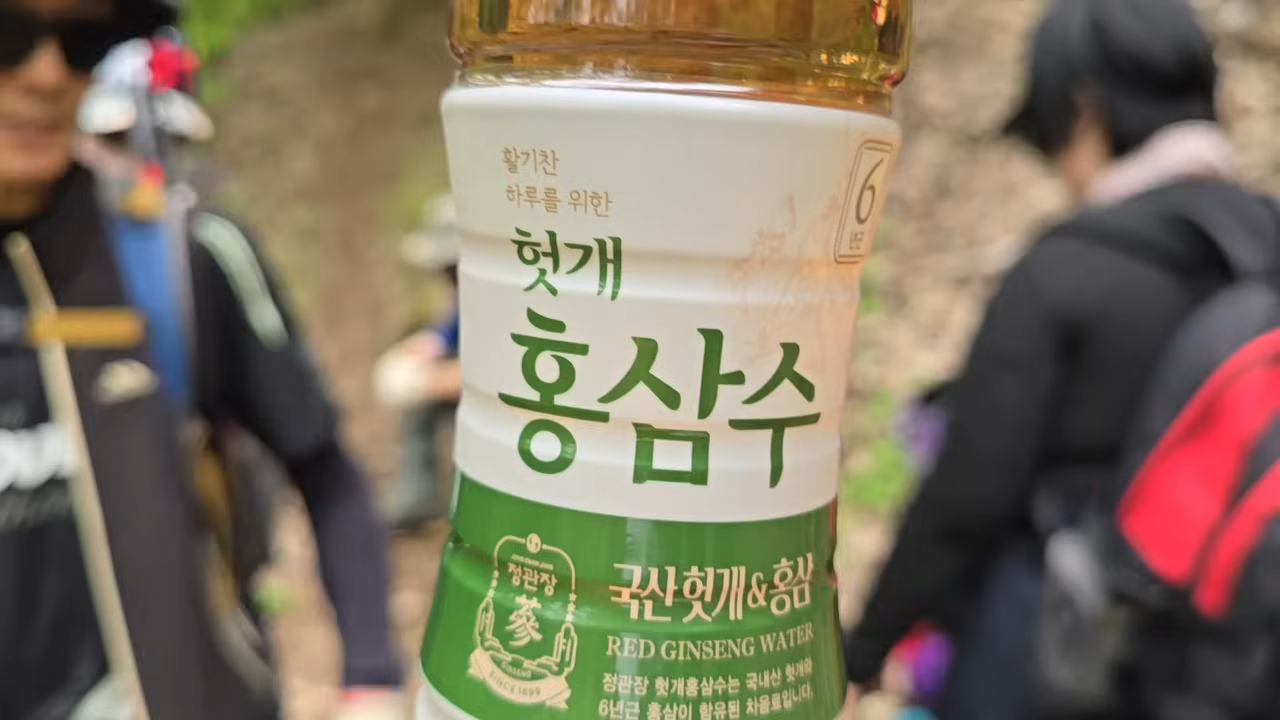 활기찬
하루를 위한
헛개
홍삼수
6
년근
정관장
蔘
GINSENG
SINCE 1899
국산 헛개&홍삼
RED GINSENG WATER
정관장 헛개홍삼수는 국내산 헛개와
6년근 홍삼이 함유된 차음료입니다.